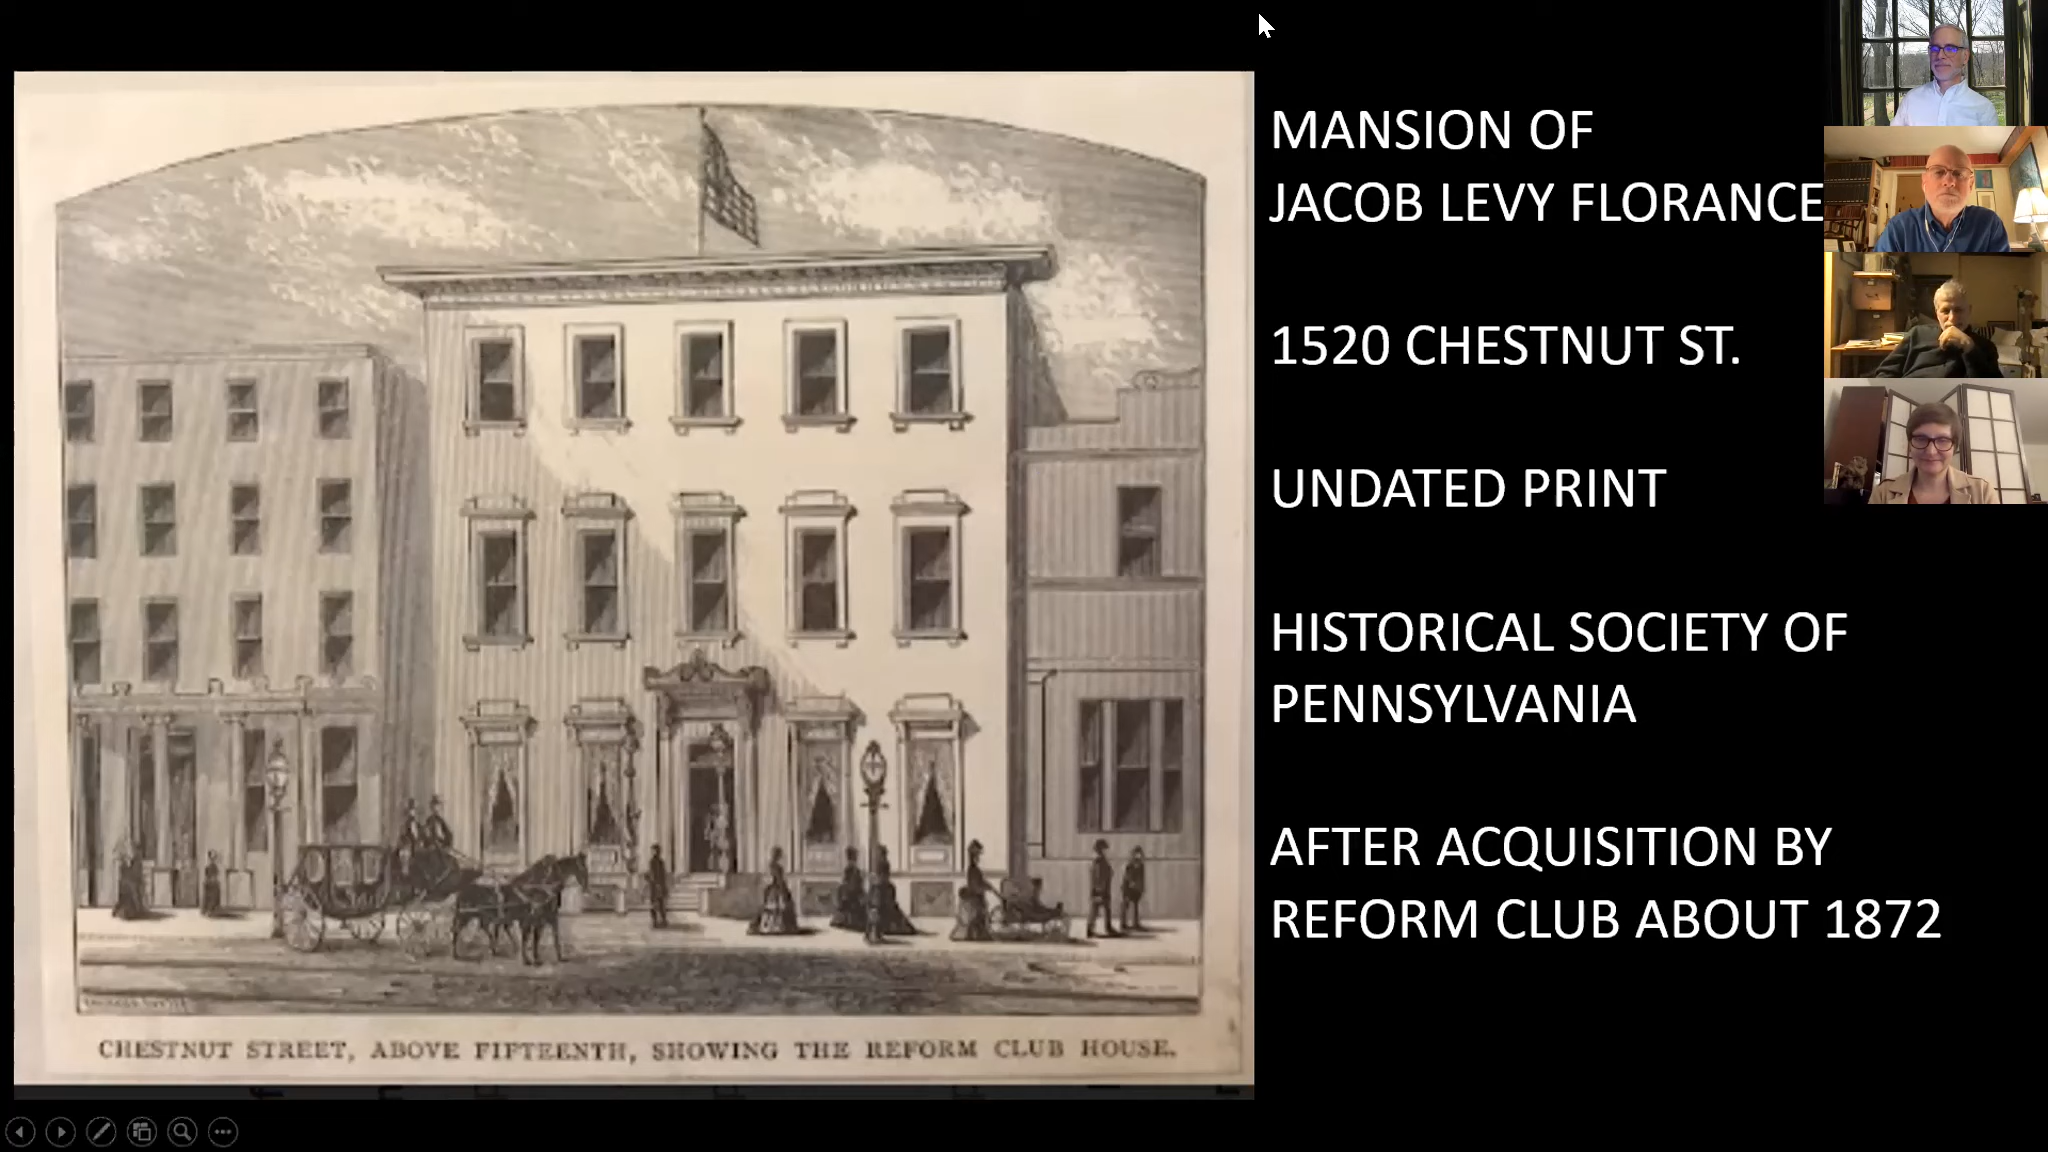 MANSION OF
JACOB LEVY FLORANCE
1520 CHESTNUT ST.
UNDATED PRINT
HISTORICAL SOCIETY OF
PENNSYLVANIA
AFTER ACQUISITION BY
REFORM CLUB ABOUT 1872
CHESTNUT STREET, ABOVE FIFTEENTH, SHOWING THE REFORM CLUB HOUSE.